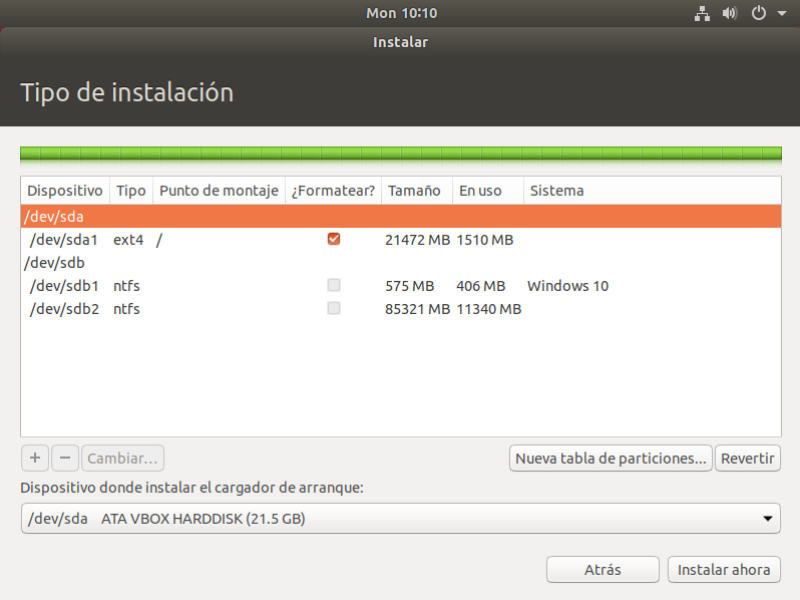 Mon 10:10
Instalar
Tipo de instalación
Dispositivo Tipo Punto de montaje ¿Formatear? Tamaño En uso Sistema
/dev/sda
/dev/sda1 ext4 / 21472 MB 1510 MB
/dev/sdb
/dev/sdb1 ntfs 575 MB 406 MB Windows 10
/dev/sdb2 ntfs 85321 MB 11340 MB
+ − Cambiar... Nueva tabla de particiones... Revertir
Dispositivo donde instalar el cargador de arranque:
/dev/sda ATA VBOX HARDDISK (21.5 GB)
Atrás Instalar ahora